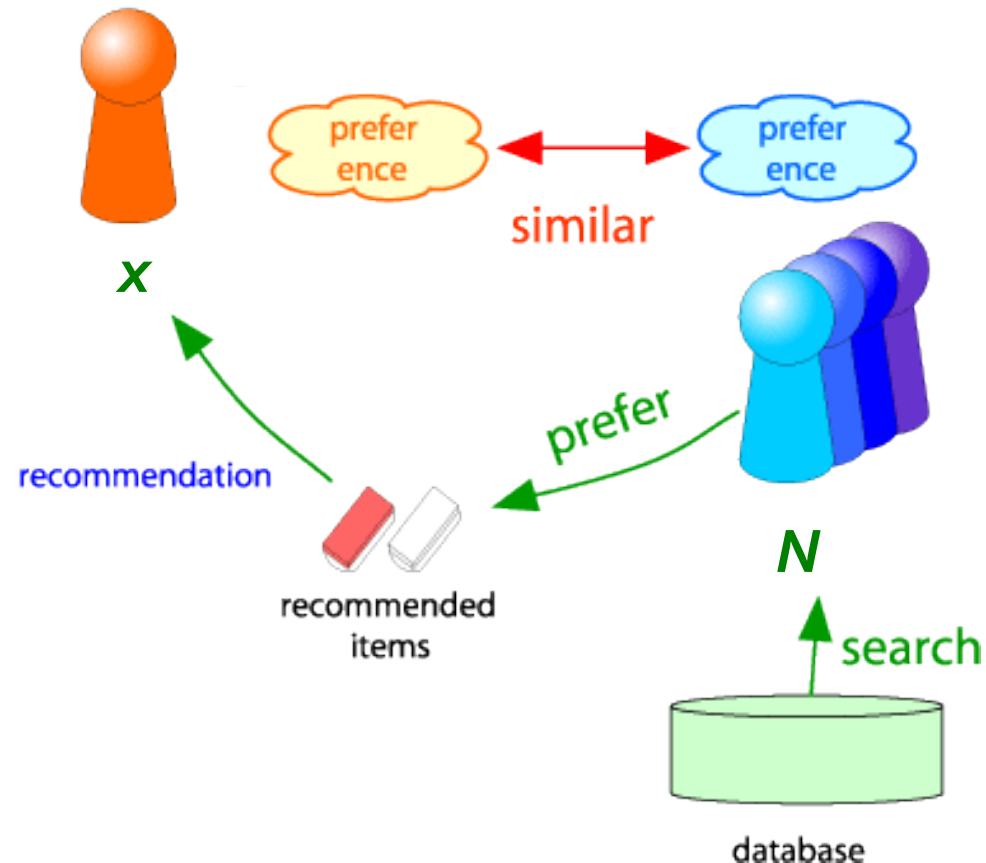 prefer
ence
prefer
ence
similar
x
prefer
recommendation
N
recommended
items
search
database